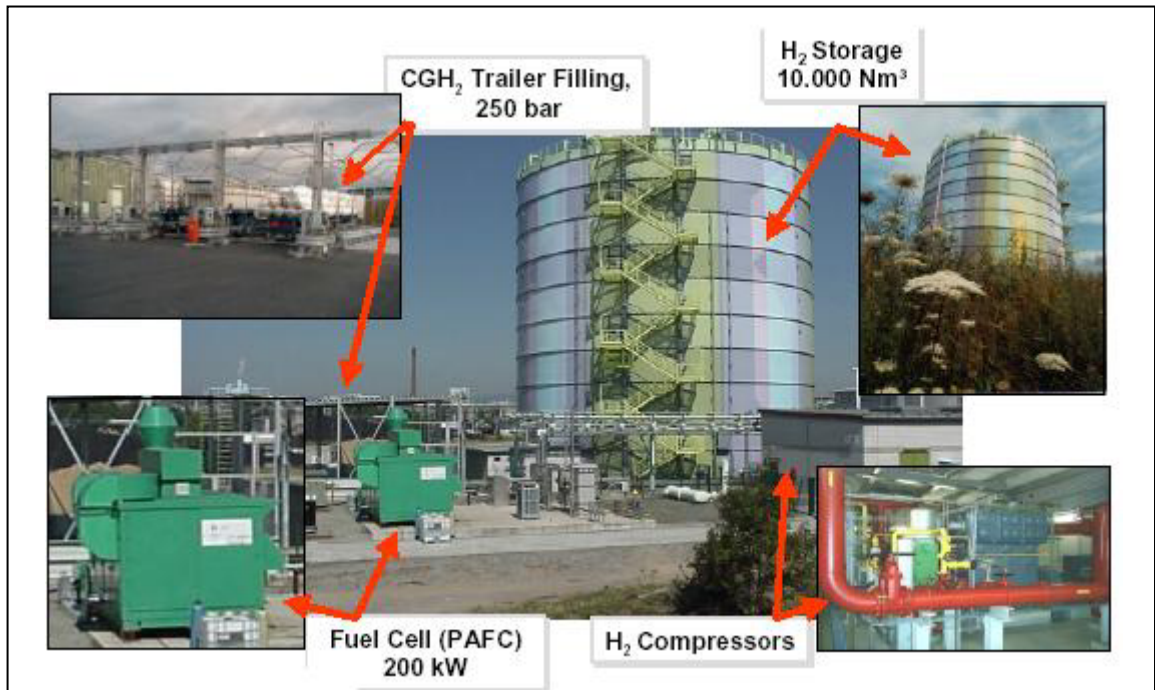 CGH₂ Trailer Filling,
250 bar
H₂ Storage
10.000 Nm³
Fuel Cell (PAFC)
200 kW
H₂ Compressors